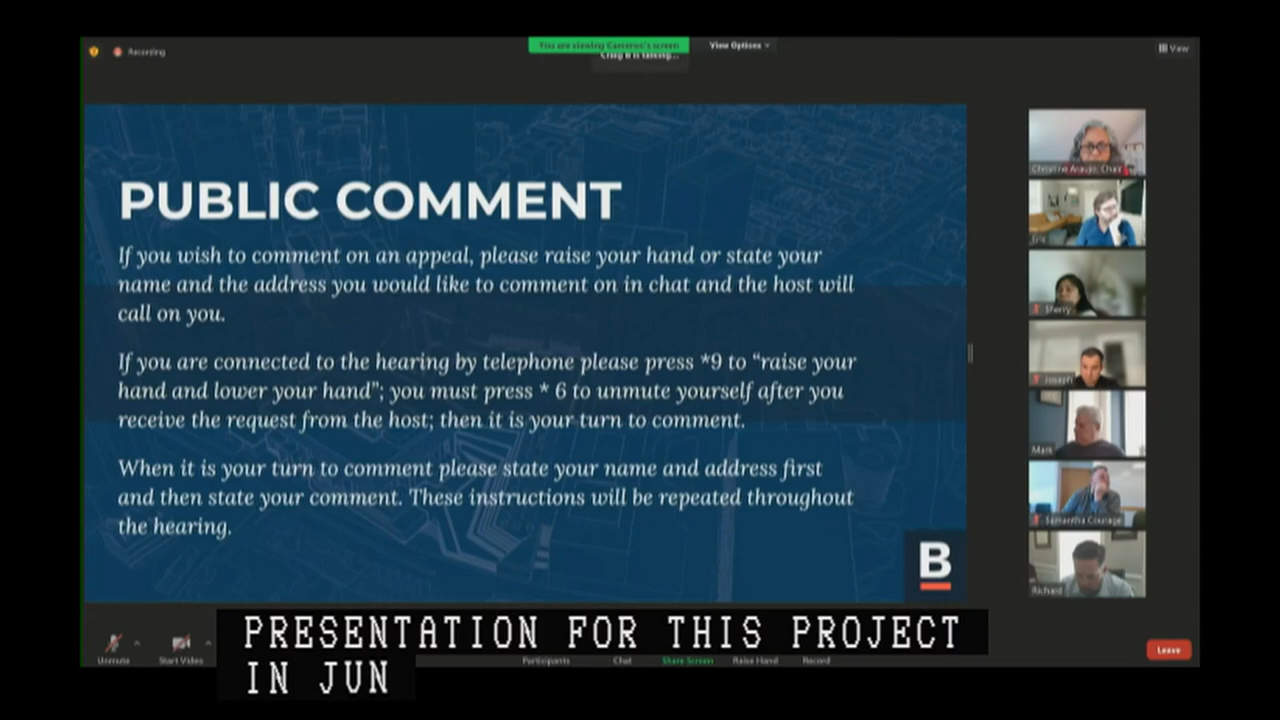 Recording
You are viewing Cameron's screen
View Options
Craig B is talking...
View
PUBLIC COMMENT
If you wish to comment on an appeal, please raise your hand or state your
name and the address you would like to comment on in chat and the host will
call on you.
If you are connected to the hearing by telephone please press *9 to “raise your
hand and lower your hand”; you must press * 6 to unmute yourself after you
receive the request from the host; then it is your turn to comment.
When it is your turn to comment please state your name and address first
and then state your comment. These instructions will be repeated throughout
the hearing.
B
Christine Araujo, Chair
Eric
Sherry
Joseph
Mark
Samantha Courage
Richard
PRESENTATION FOR THIS PROJECT
IN JUN
Unmute
Start Video
Participants
Chat
Share Screen
Raise Hand
Record
Leave